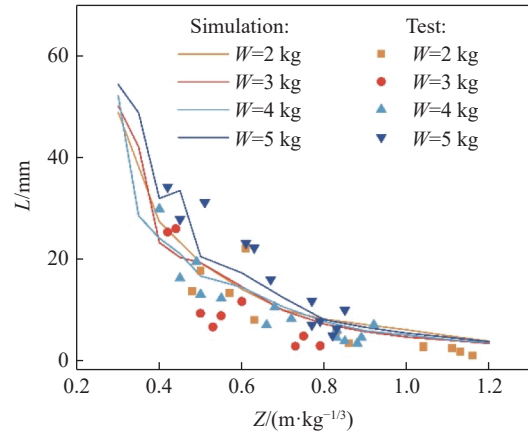 Simulation: Test:
W=2 kg W=2 kg
W=3 kg W=3 kg
W=4 kg W=4 kg
W=5 kg W=5 kg
60
40
20
0
L/mm
0.2 0.4 0.6 0.8 1.0 1.2
Z/(m·kg⁻¹/³)